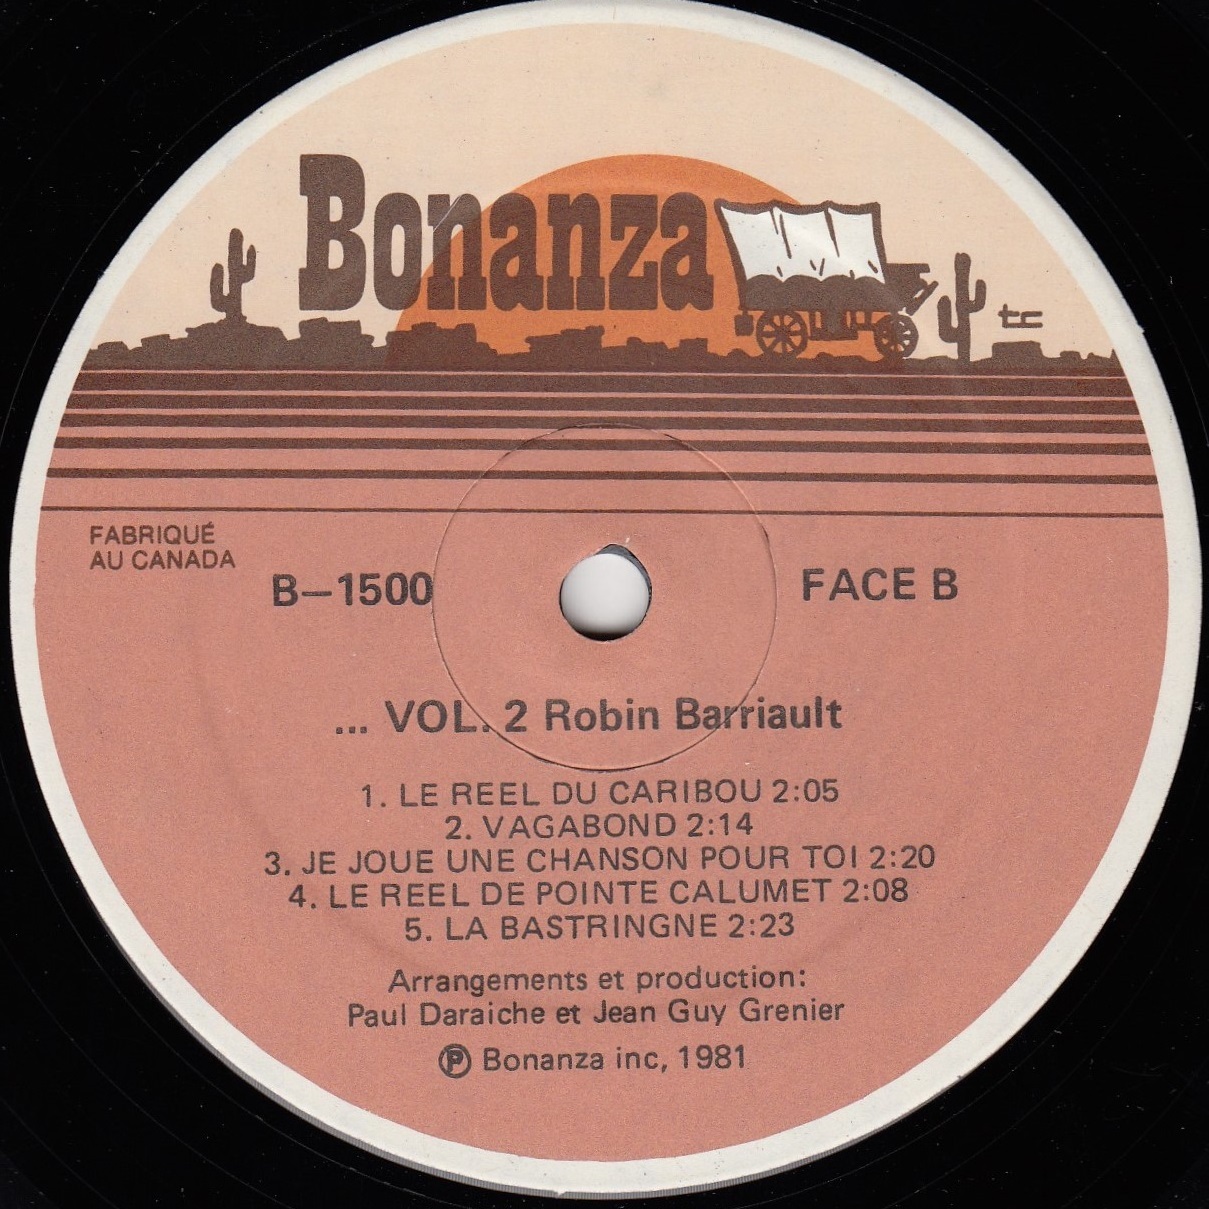 Bonanza
FABRIQUÉ
AU CANADA
B—1500
FACE B
... VOL. 2 Robin Barriault
1. LE REEL DU CARIBOU 2:05
2. VAGABOND 2:14
3. JE JOUE UNE CHANSON POUR TOI 2:20
4. LE REEL DE POINTE CALUMET 2:08
5. LA BASTRINGNE 2:23
Arrangements et production:
Paul Daraiche et Jean Guy Grenier
℗ Bonanza inc, 1981